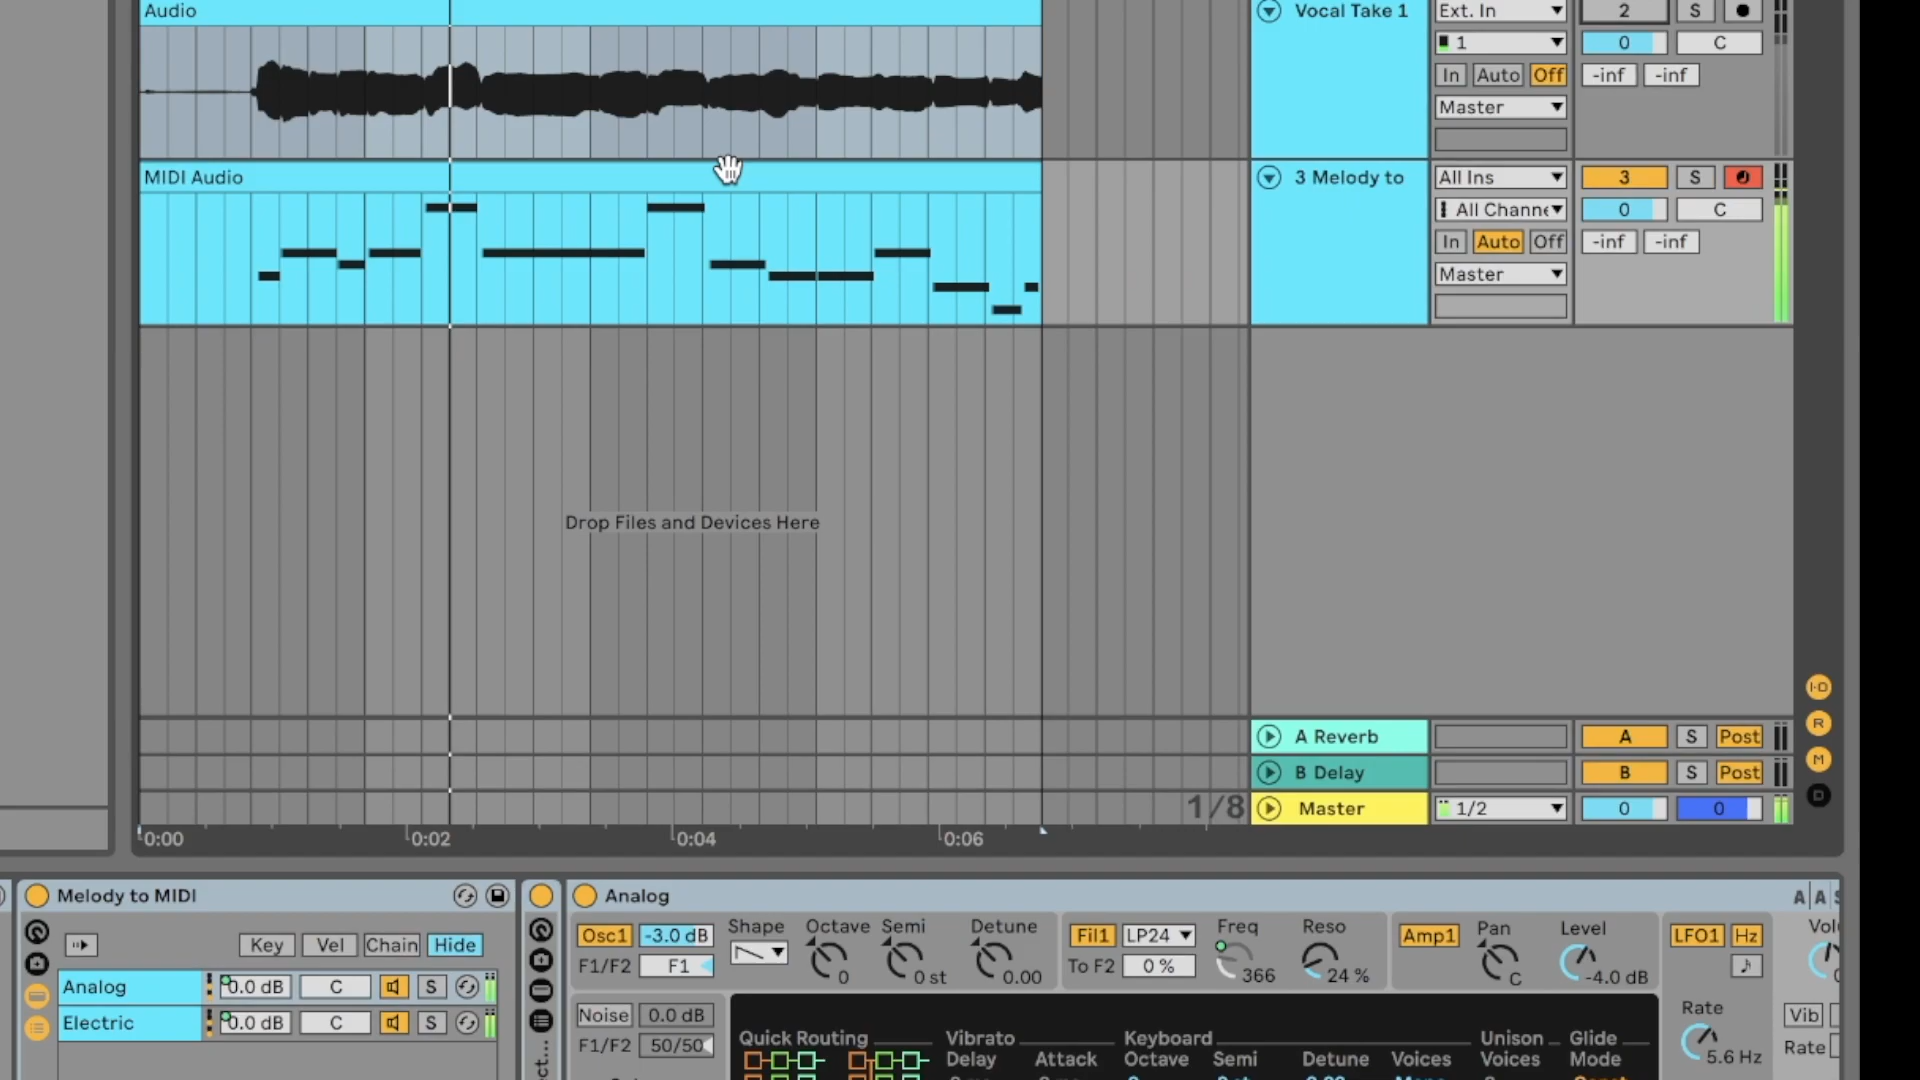 Audio
Vocal Take 1
Ext. In
2
S
1
0
C
In Auto Off
-inf
-inf
Master
MIDI Audio
3 Melody to
All Ins
3
S
All Channe
0
C
In Auto Off
-inf
-inf
Master
Drop Files and Devices Here
A Reverb
A
S
Post
B Delay
B
S
Post
1/8
Master
1/2
0
0
I·O
R
M
D
0:00
0:02
0:04
0:06
Melody to MIDI
Key
Vel
Chain
Hide
Analog
0.0 dB
C
S
Electric
0.0 dB
C
S
Analog
Osc1
-3.0 dB
Shape
Octave
Semi
Detune
F1/F2
F1
0
0 st
0.00
Fil1
LP24
Freq
Reso
To F2
0 %
366
24 %
Amp1
Pan
Level
C
-4.0 dB
LFO1
Hz
Noise
0.0 dB
F1/F2
50/50
Quick Routing
Vibrato
Keyboard
Unison
Glide
Delay
Attack
Octave
Semi
Detune
Voices
Voices
Mode
Rate
5.6 Hz
Vib
Rate